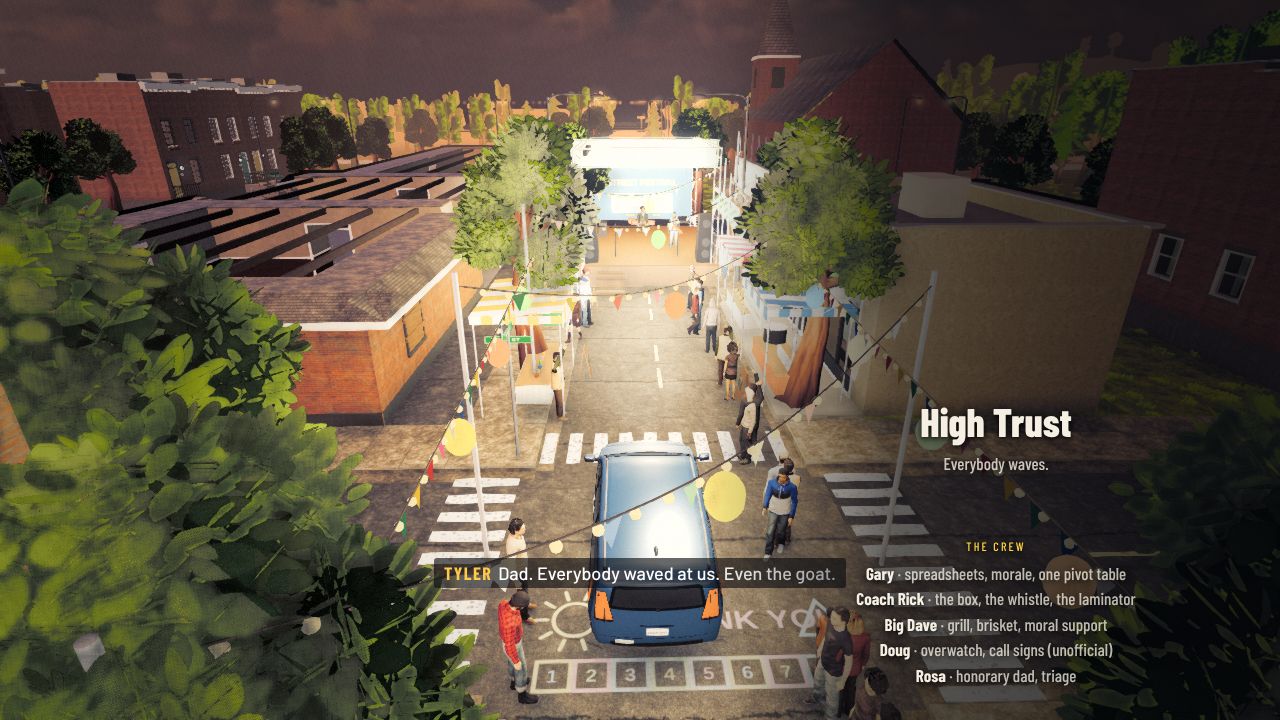 High Trust
Everybody waves.
THE CREW
Gary · spreadsheets, morale, one pivot table
Coach Rick · the box, the whistle, the laminator
Big Dave · grill, brisket, moral support
Doug · overwatch, call signs (unofficial)
Rosa · honorary dad, triage
TYLER Dad. Everybody waved at us. Even the goat.
NK YO
1 2 3 4 5 6 7